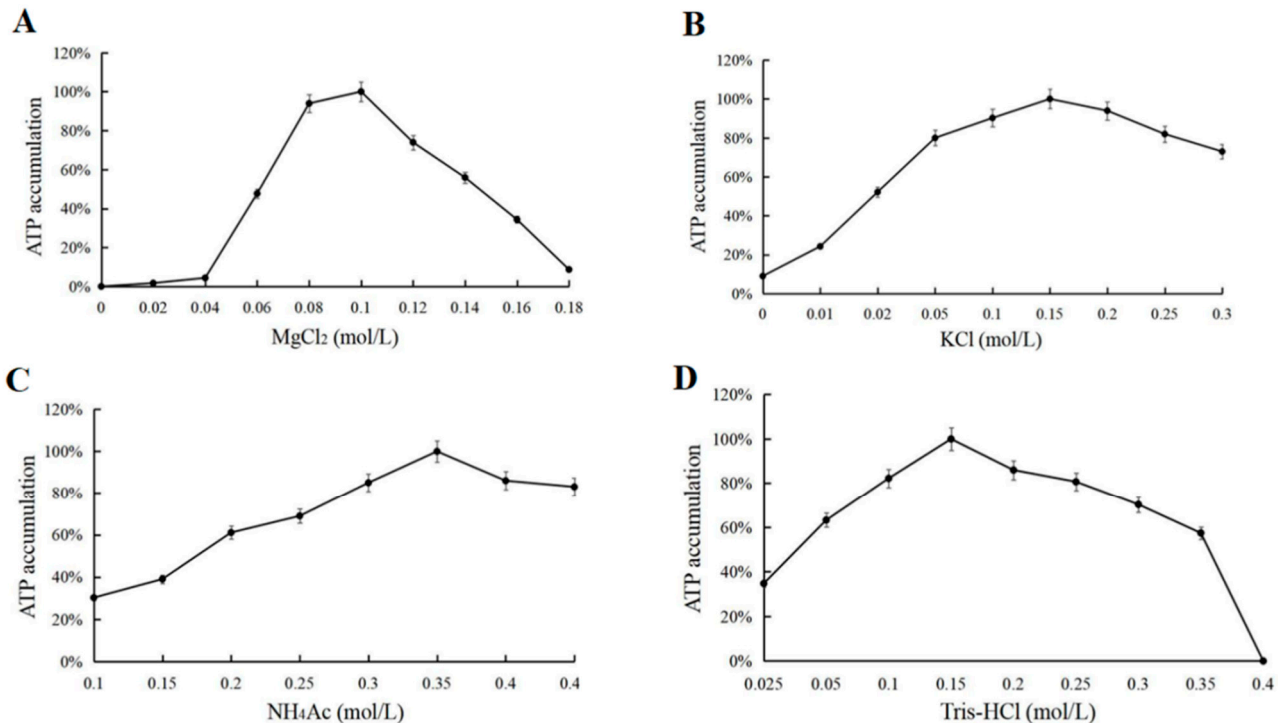 A
120%
100%
80%
60%
40%
20%
0%
ATP accumulation
0 0.02 0.04 0.06 0.08 0.1 0.12 0.14 0.16 0.18
MgCl₂ (mol/L)
B
120%
100%
80%
60%
40%
20%
0%
ATP accumulation
0 0.01 0.02 0.05 0.1 0.15 0.2 0.25 0.3
KCl (mol/L)
C
120%
100%
80%
60%
40%
20%
0%
ATP accumulation
0.1 0.15 0.2 0.25 0.3 0.35 0.4 0.4
NH₄Ac (mol/L)
D
120%
100%
80%
60%
40%
20%
0%
ATP accumulation
0.025 0.05 0.1 0.15 0.2 0.25 0.3 0.35 0.4
Tris-HCl (mol/L)